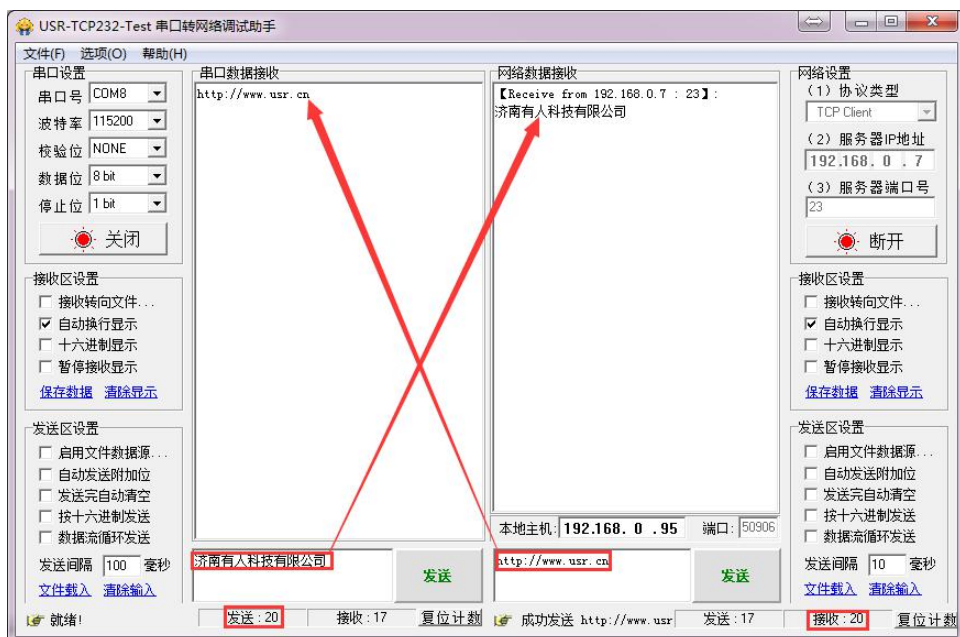 USR-TCP232-Test 串口转网络调试助手
文件(F) 选项(O) 帮助(H)
串口设置
串口号 COM8
波特率 115200
校验位 NONE
数据位 8 bit
停止位 1 bit
关闭
接收区设置
接收转向文件...
自动换行显示
十六进制显示
暂停接收显示
保存数据 清除显示
发送区设置
启用文件数据源...
自动发送附加位
发送完自动清空
按十六进制发送
数据流循环发送
发送间隔 100 毫秒
文件载入 清除输入
就绪!
串口数据接收
http://www.usr.cn
济南有人科技有限公司
发送
发送:20 接收:17 复位计数
网络数据接收
【Receive from 192.168.0.7 : 23】:
济南有人科技有限公司
本地主机: 192.168. 0 .95 端口: 50906
http://www.usr.cn
发送
成功发送 http://www.usr 发送:17 接收:20 复位计数
网络设置
(1) 协议类型
TCP Client
(2) 服务器IP地址
192.168. 0 . 7
(3) 服务器端口号
23
断开
接收区设置
接收转向文件...
自动换行显示
十六进制显示
暂停接收显示
保存数据 清除显示
发送区设置
启用文件数据源...
自动发送附加位
发送完自动清空
按十六进制发送
数据流循环发送
发送间隔 10 毫秒
文件载入 清除输入